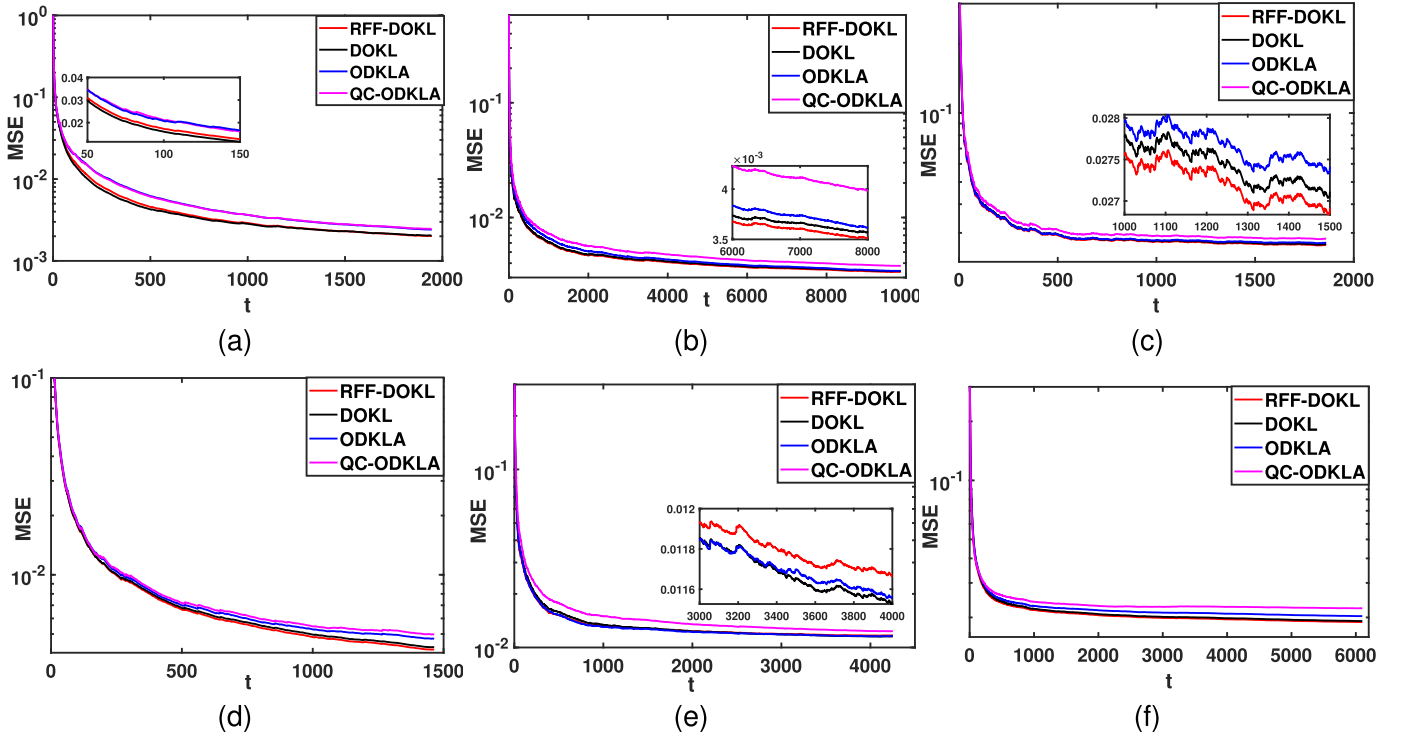 10^0
10^-1
10^-2
10^-3
MSE
0.04
0.03
0.02
50 100 150
RFF-DOKL
DOKL
ODKLA
QC-ODKLA
0 500 1000 1500 2000
t
(a)
10^-1
10^-2
MSE
×10^-3
4
3.5
6000 7000 8000
RFF-DOKL
DOKL
ODKLA
QC-ODKLA
0 2000 4000 6000 8000 1000
t
(b)
10^-1
MSE
0.028
0.0275
0.027
1000 1100 1200 1300 1400 1500
RFF-DOKL
DOKL
ODKLA
QC-ODKLA
0 500 1000 1500 2000
t
(c)
10^-1
10^-2
MSE
RFF-DOKL
DOKL
ODKLA
QC-ODKLA
0 500 1000 1500
t
(d)
10^-1
10^-2
MSE
0.012
0.0118
0.0116
3000 3200 3400 3600 3800 4000
RFF-DOKL
DOKL
ODKLA
QC-ODKLA
0 1000 2000 3000 4000
t
(e)
10^-1
MSE
RFF-DOKL
DOKL
ODKLA
QC-ODKLA
0 1000 2000 3000 4000 5000 6000
t
(f)